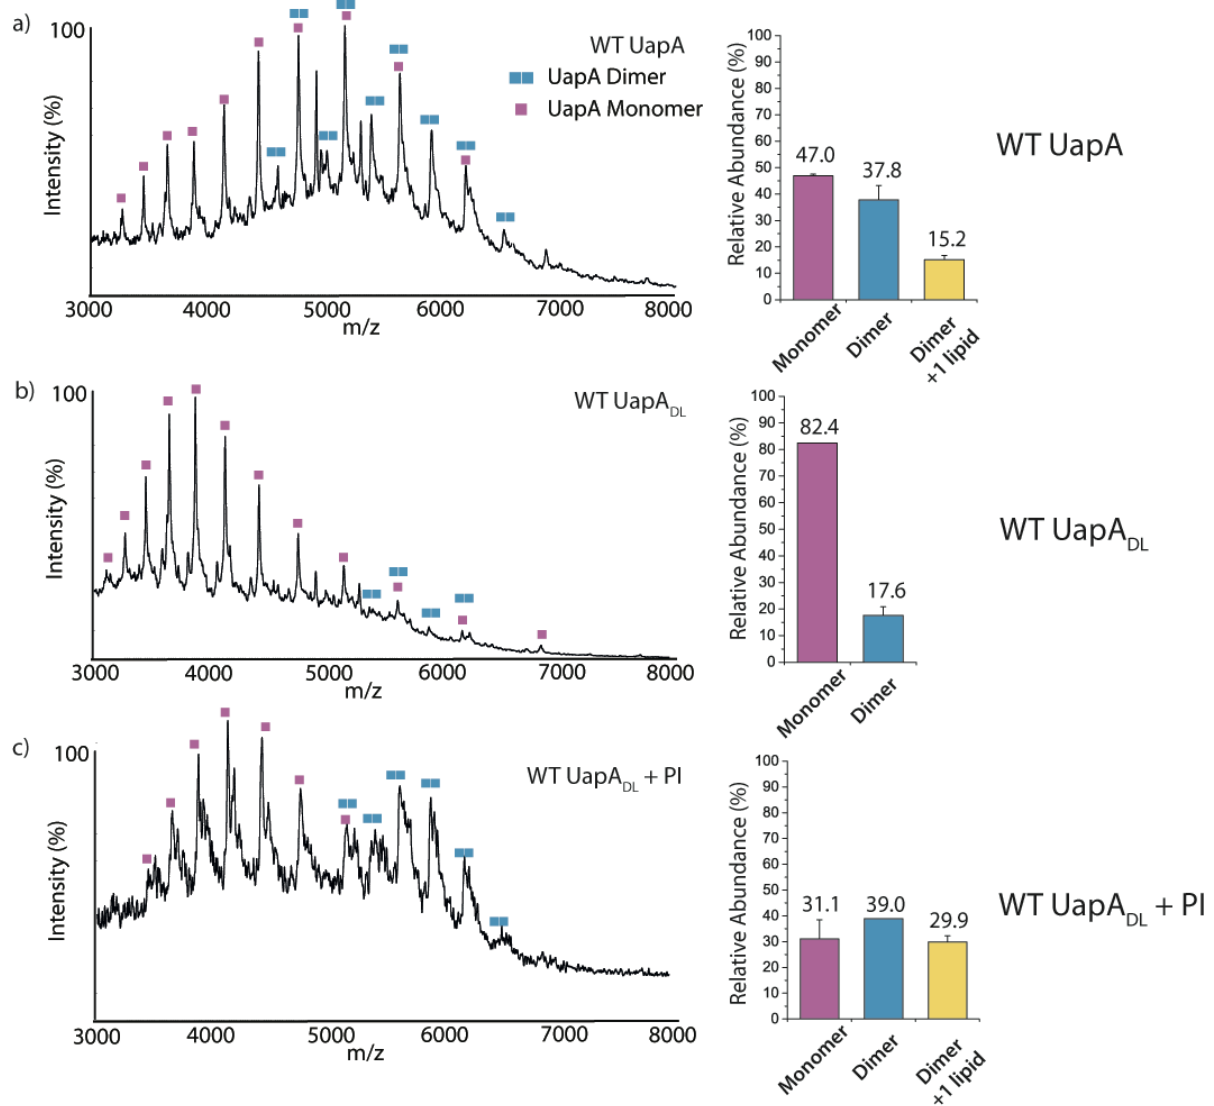 a)
100
Intensity (%)
WT UapA
UapA Dimer
UapA Monomer
3000 4000 5000 6000 7000 8000
m/z
Relative Abundance (%)
100
90
80
70
60
50
40
30
20
10
0
47.0
37.8
15.2
Monomer
Dimer
Dimer
+1 lipid
WT UapA
b)
100
Intensity (%)
WT UapA_DL
3000 4000 5000 6000 7000 8000
m/z
Relative Abundance (%)
100
90
80
70
60
50
40
30
20
10
0
82.4
17.6
Monomer
Dimer
WT UapA_DL
c)
100
Intensity (%)
WT UapA_DL + PI
3000 4000 5000 6000 7000 8000
m/z
Relative Abundance (%)
100
90
80
70
60
50
40
30
20
10
0
31.1
39.0
29.9
Monomer
Dimer
Dimer
+1 lipid
WT UapA_DL + PI